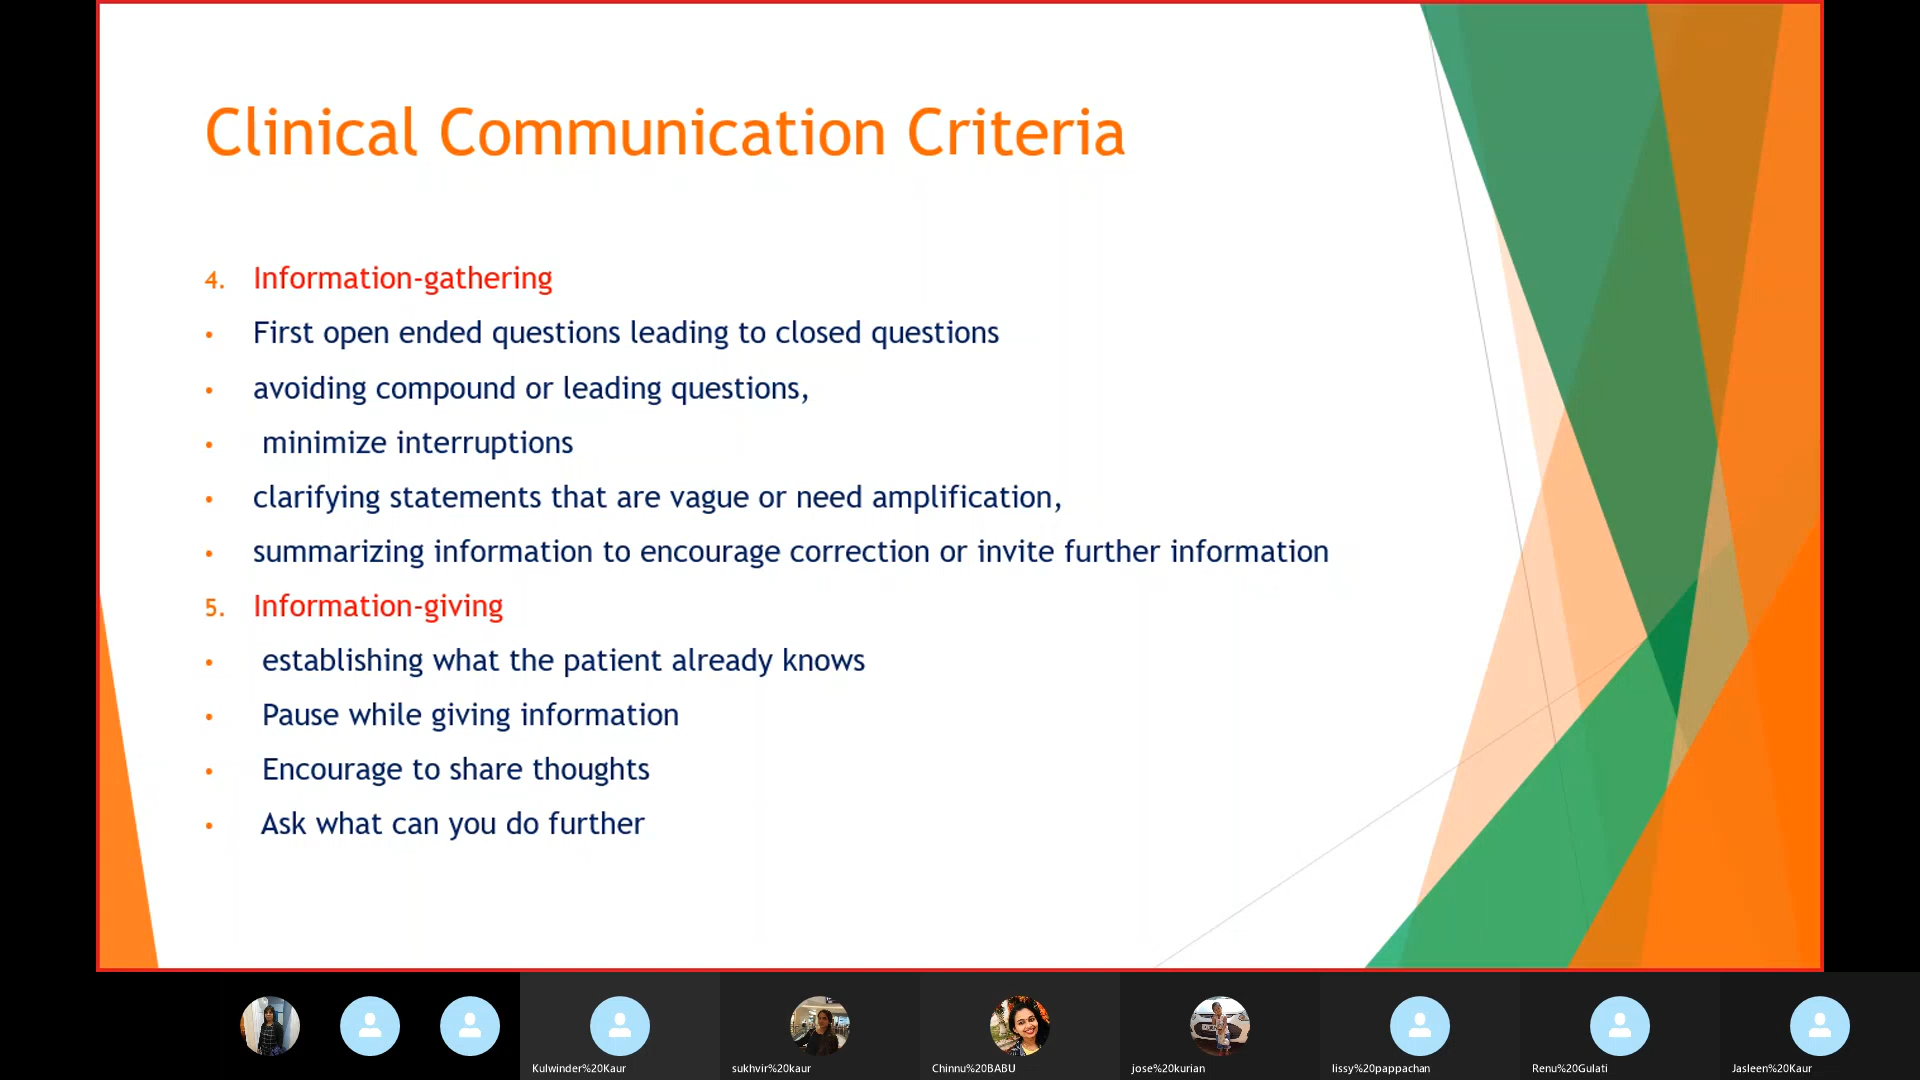 Clinical Communication Criteria
4. Information-gathering
• First open ended questions leading to closed questions
• avoiding compound or leading questions,
• minimize interruptions
• clarifying statements that are vague or need amplification,
• summarizing information to encourage correction or invite further information
5. Information-giving
• establishing what the patient already knows
• Pause while giving information
• Encourage to share thoughts
• Ask what can you do further
Kulwinder%20Kaur
sukhvir%20kaur
Chinnu%20BABU
jose%20kurian
lissy%20pappachan
Renu%20Gulati
Jasleen%20Kaur